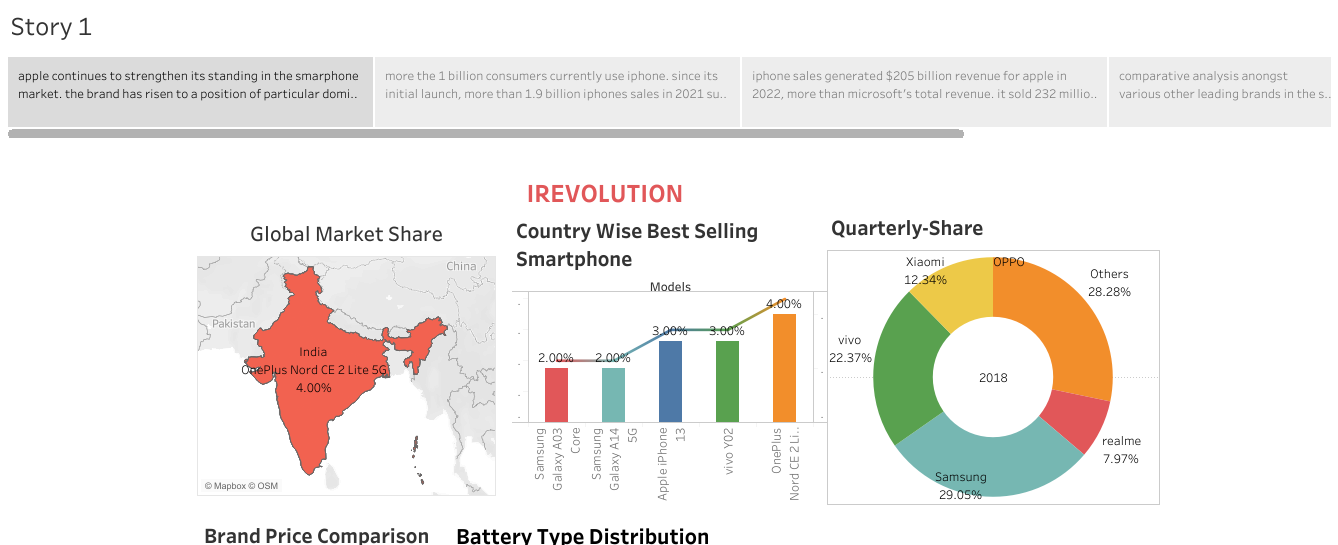 Story 1
apple continues to strengthen its standing in the smarphone
market. the brand has risen to a position of particular domi..
more the 1 billion consumers currently use iphone. since its
initial launch, more than 1.9 billion iphones sales in 2021 su..
iphone sales generated $205 billion revenue for apple in
2022, more than microsoft's total revenue. it sold 232 millio..
comparative analysis amongst
various other leading brands in the s..
IREVOLUTION
Global Market Share
China
Pakistan
India
OnePlus Nord CE 2 Lite 5G
4.00%
© Mapbox © OSM
Country Wise Best Selling
Smartphone
Models
2.00%
2.00%
3.00%
3.00%
4.00%
Samsung
Galaxy A03
Core
Samsung
Galaxy A14
5G
Apple iPhone
13
vivo Y02
OnePlus
Nord CE 2 Li..
Quarterly-Share
Xiaomi
12.34%
OPPO
Others
28.28%
vivo
22.37%
2018
realme
7.97%
Samsung
29.05%
Brand Price Comparison
Battery Type Distribution